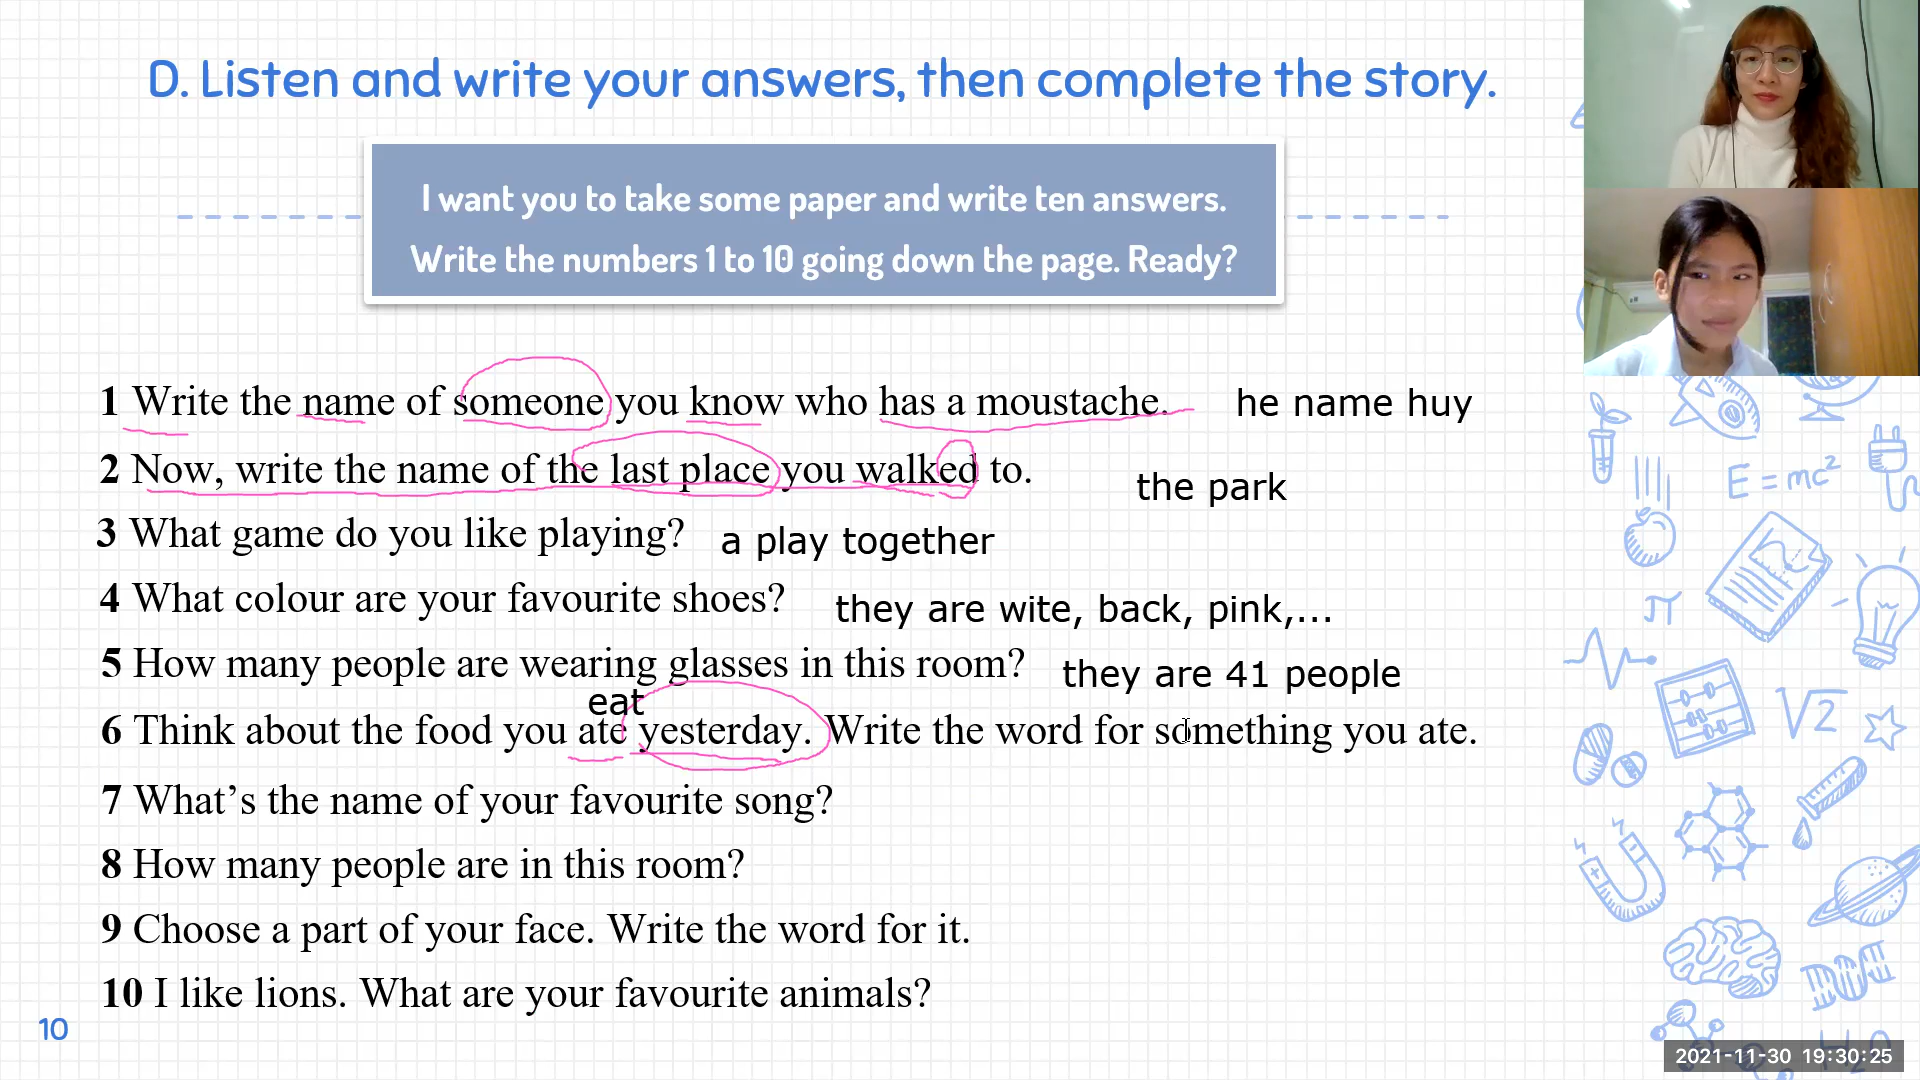 D. Listen and write your answers, then complete the story.
I want you to take some paper and write ten answers.
Write the numbers 1 to 10 going down the page. Ready?
1 Write the name of someone you know who has a moustache. he name huy
2 Now, write the name of the last place you walked to. the park
3 What game do you like playing? a play together
4 What colour are your favourite shoes? they are wite, back, pink,...
5 How many people are wearing glasses in this room? they are 41 people
eat
6 Think about the food you ate yesterday. Write the word for something you ate.
7 What’s the name of your favourite song?
8 How many people are in this room?
9 Choose a part of your face. Write the word for it.
10 I like lions. What are your favourite animals?
10
E = mc²
π
√2
H₂O
2021-11-30 19:30:25